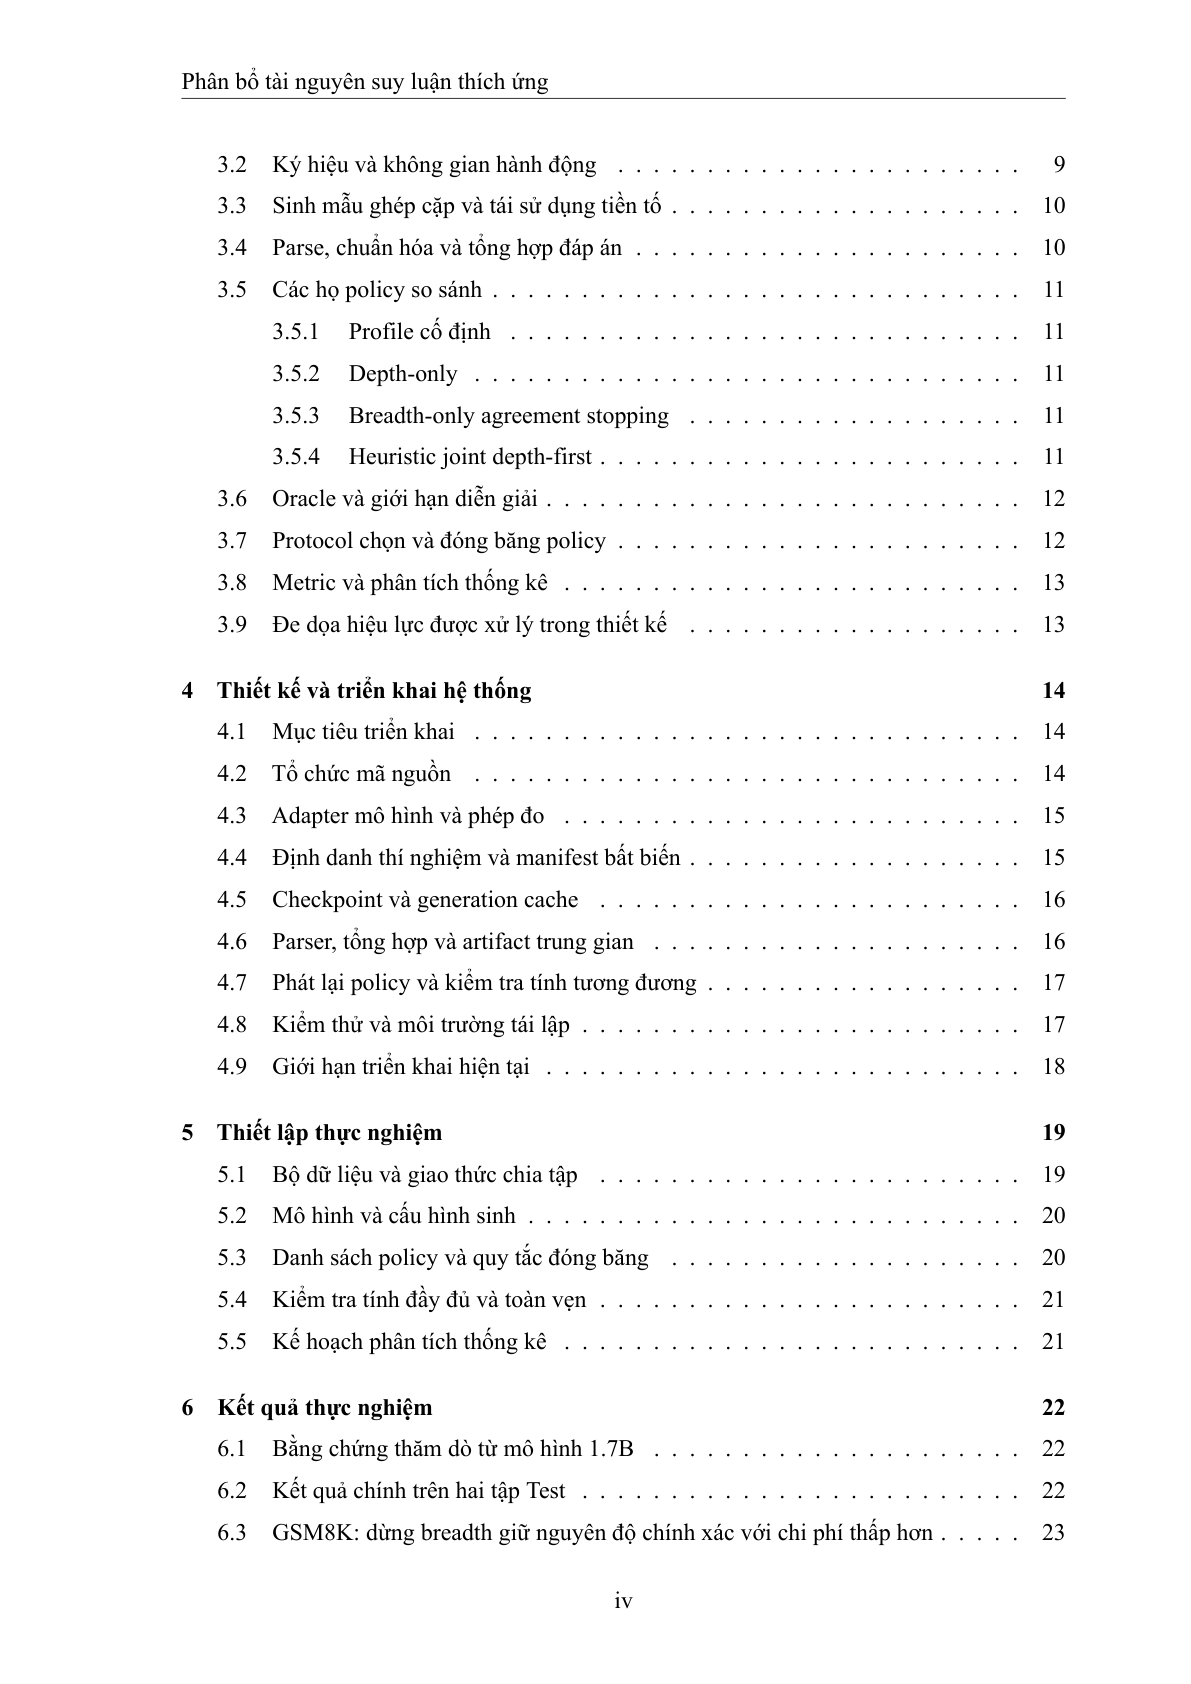 Phân bổ tài nguyên suy luận thích ứng
3.2 Ký hiệu và không gian hành động . . . . . . . . . . . . . . . . . . . . . . . 9
3.3 Sinh mẫu ghép cặp và tái sử dụng tiền tố . . . . . . . . . . . . . . . . . . . . 10
3.4 Parse, chuẩn hóa và tổng hợp đáp án . . . . . . . . . . . . . . . . . . . . . . 10
3.5 Các họ policy so sánh . . . . . . . . . . . . . . . . . . . . . . . . . . . . . . 11
3.5.1 Profile cố định . . . . . . . . . . . . . . . . . . . . . . . . . . . . . 11
3.5.2 Depth-only . . . . . . . . . . . . . . . . . . . . . . . . . . . . . . . 11
3.5.3 Breadth-only agreement stopping . . . . . . . . . . . . . . . . . . . 11
3.5.4 Heuristic joint depth-first . . . . . . . . . . . . . . . . . . . . . . . . 11
3.6 Oracle và giới hạn diễn giải . . . . . . . . . . . . . . . . . . . . . . . . . . . 12
3.7 Protocol chọn và đóng băng policy . . . . . . . . . . . . . . . . . . . . . . . 12
3.8 Metric và phân tích thống kê . . . . . . . . . . . . . . . . . . . . . . . . . . 13
3.9 Đe dọa hiệu lực được xử lý trong thiết kế . . . . . . . . . . . . . . . . . . . 13
4 Thiết kế và triển khai hệ thống 14
4.1 Mục tiêu triển khai . . . . . . . . . . . . . . . . . . . . . . . . . . . . . . . 14
4.2 Tổ chức mã nguồn . . . . . . . . . . . . . . . . . . . . . . . . . . . . . . . 14
4.3 Adapter mô hình và phép đo . . . . . . . . . . . . . . . . . . . . . . . . . . 15
4.4 Định danh thí nghiệm và manifest bất biến . . . . . . . . . . . . . . . . . . . 15
4.5 Checkpoint và generation cache . . . . . . . . . . . . . . . . . . . . . . . . 16
4.6 Parser, tổng hợp và artifact trung gian . . . . . . . . . . . . . . . . . . . . . 16
4.7 Phát lại policy và kiểm tra tính tương đương . . . . . . . . . . . . . . . . . . 17
4.8 Kiểm thử và môi trường tái lập . . . . . . . . . . . . . . . . . . . . . . . . . 17
4.9 Giới hạn triển khai hiện tại . . . . . . . . . . . . . . . . . . . . . . . . . . . 18
5 Thiết lập thực nghiệm 19
5.1 Bộ dữ liệu và giao thức chia tập . . . . . . . . . . . . . . . . . . . . . . . . 19
5.2 Mô hình và cấu hình sinh . . . . . . . . . . . . . . . . . . . . . . . . . . . . 20
5.3 Danh sách policy và quy tắc đóng băng . . . . . . . . . . . . . . . . . . . . 20
5.4 Kiểm tra tính đầy đủ và toàn vẹn . . . . . . . . . . . . . . . . . . . . . . . . 21
5.5 Kế hoạch phân tích thống kê . . . . . . . . . . . . . . . . . . . . . . . . . . 21
6 Kết quả thực nghiệm 22
6.1 Bằng chứng thăm dò từ mô hình 1.7B . . . . . . . . . . . . . . . . . . . . . 22
6.2 Kết quả chính trên hai tập Test . . . . . . . . . . . . . . . . . . . . . . . . . 22
6.3 GSM8K: dừng breadth giữ nguyên độ chính xác với chi phí thấp hơn . . . . . 23
iv